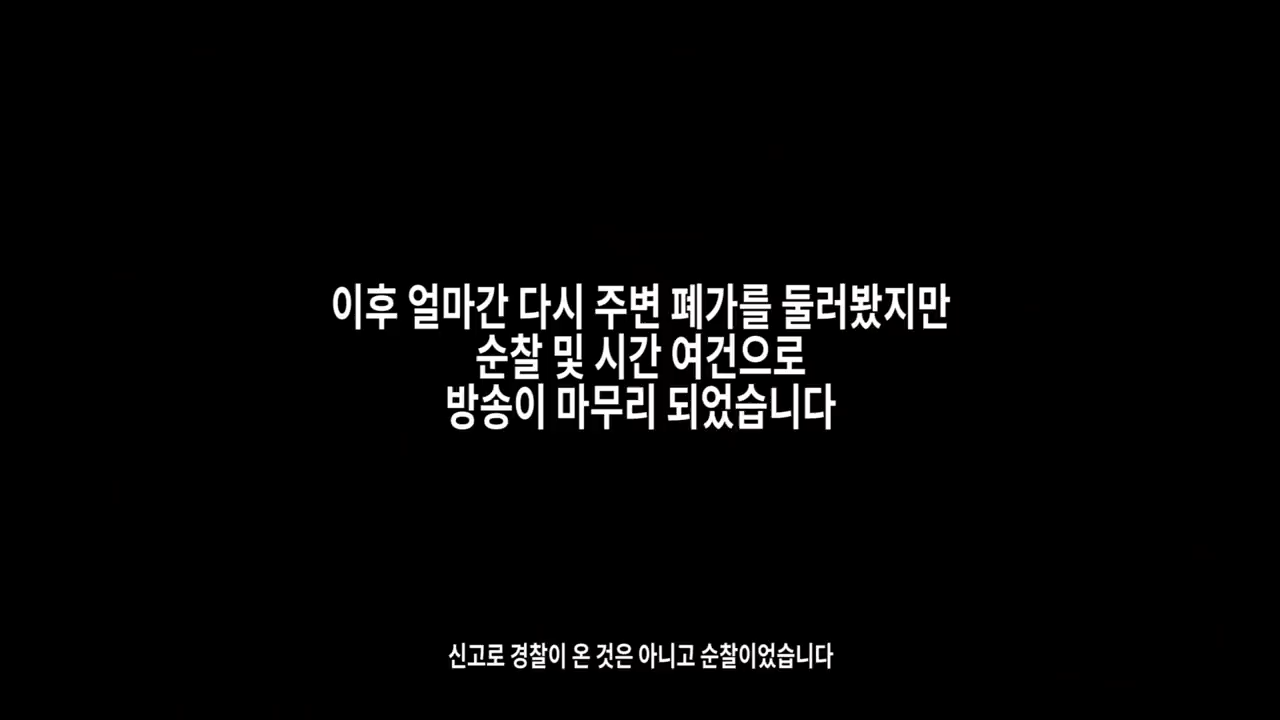 이후 얼마간 다시 주변 폐가를 둘러봤지만
순찰 및 시간 여건으로
방송이 마무리 되었습니다
신고로 경찰이 온 것은 아니고 순찰이었습니다